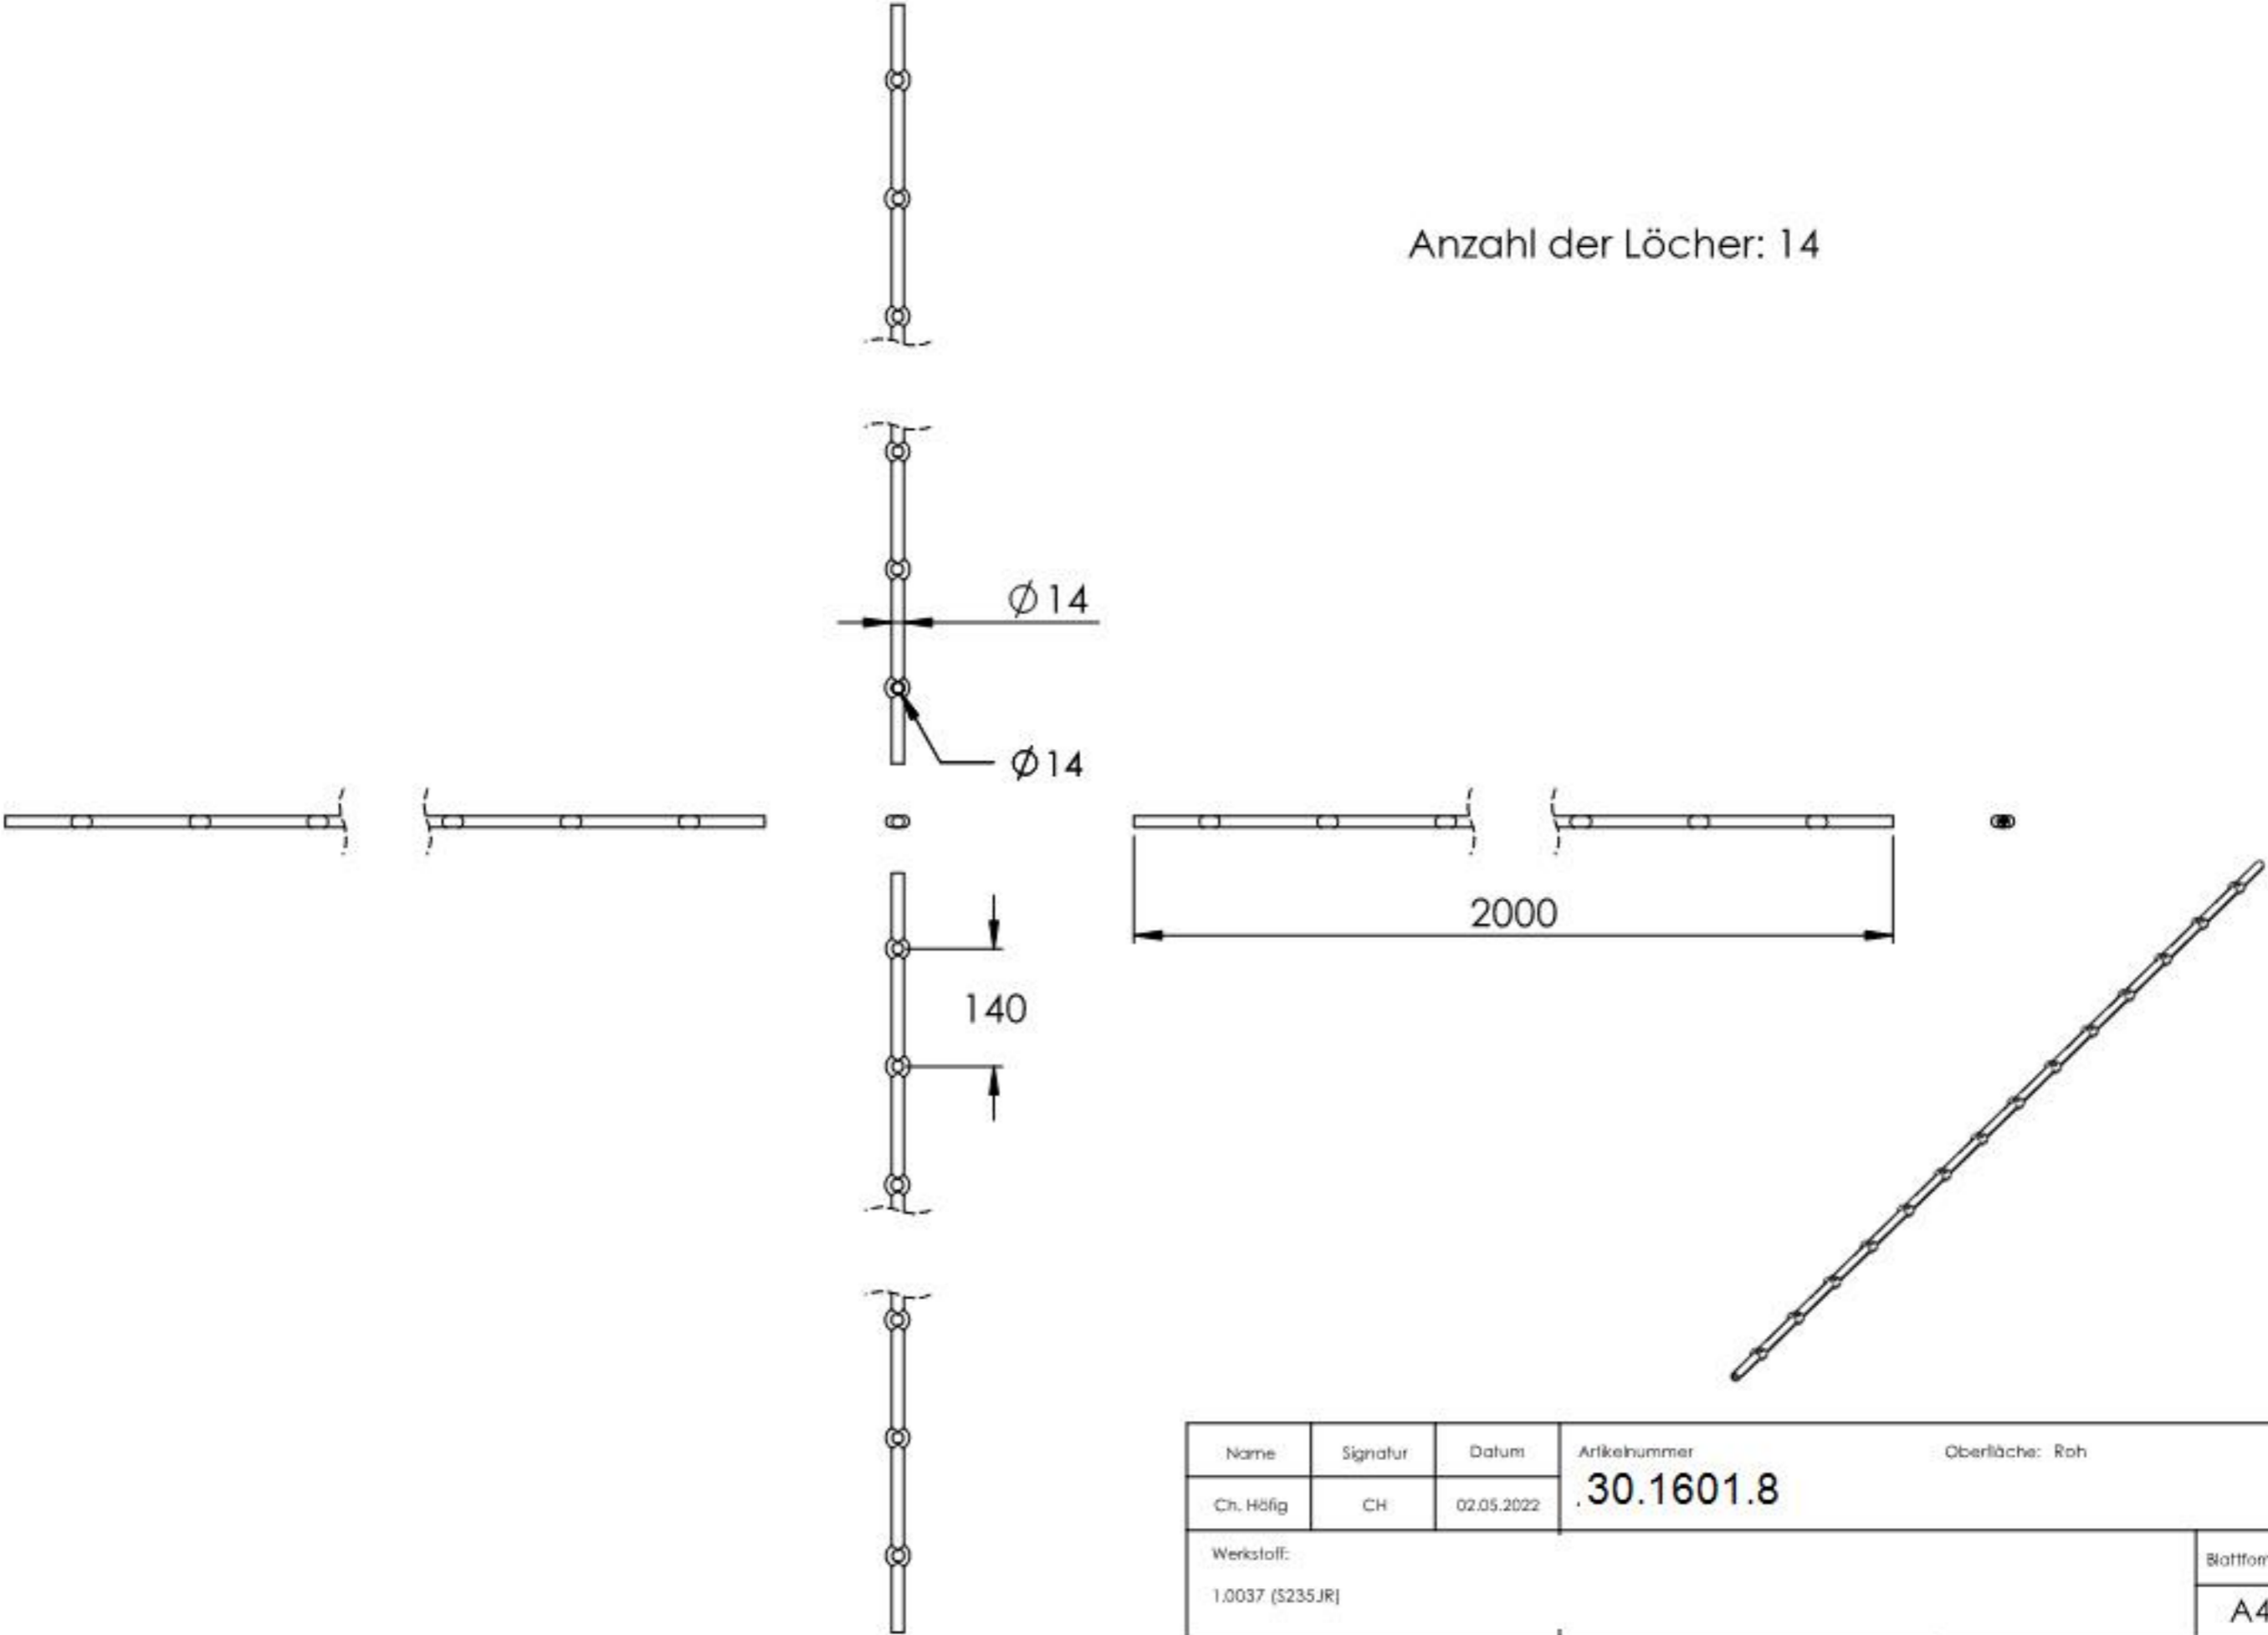 Anzahl der Löcher: 14
Ø14
Ø14
2000
140
Name
Signatur
Datum
Artikelnummer
Oberfläche: Roh
.30.1601.8
Ch. Höfig
CH
02.05.2022
Werkstoff:
1.0037 (S235JR)
Blattform
A4